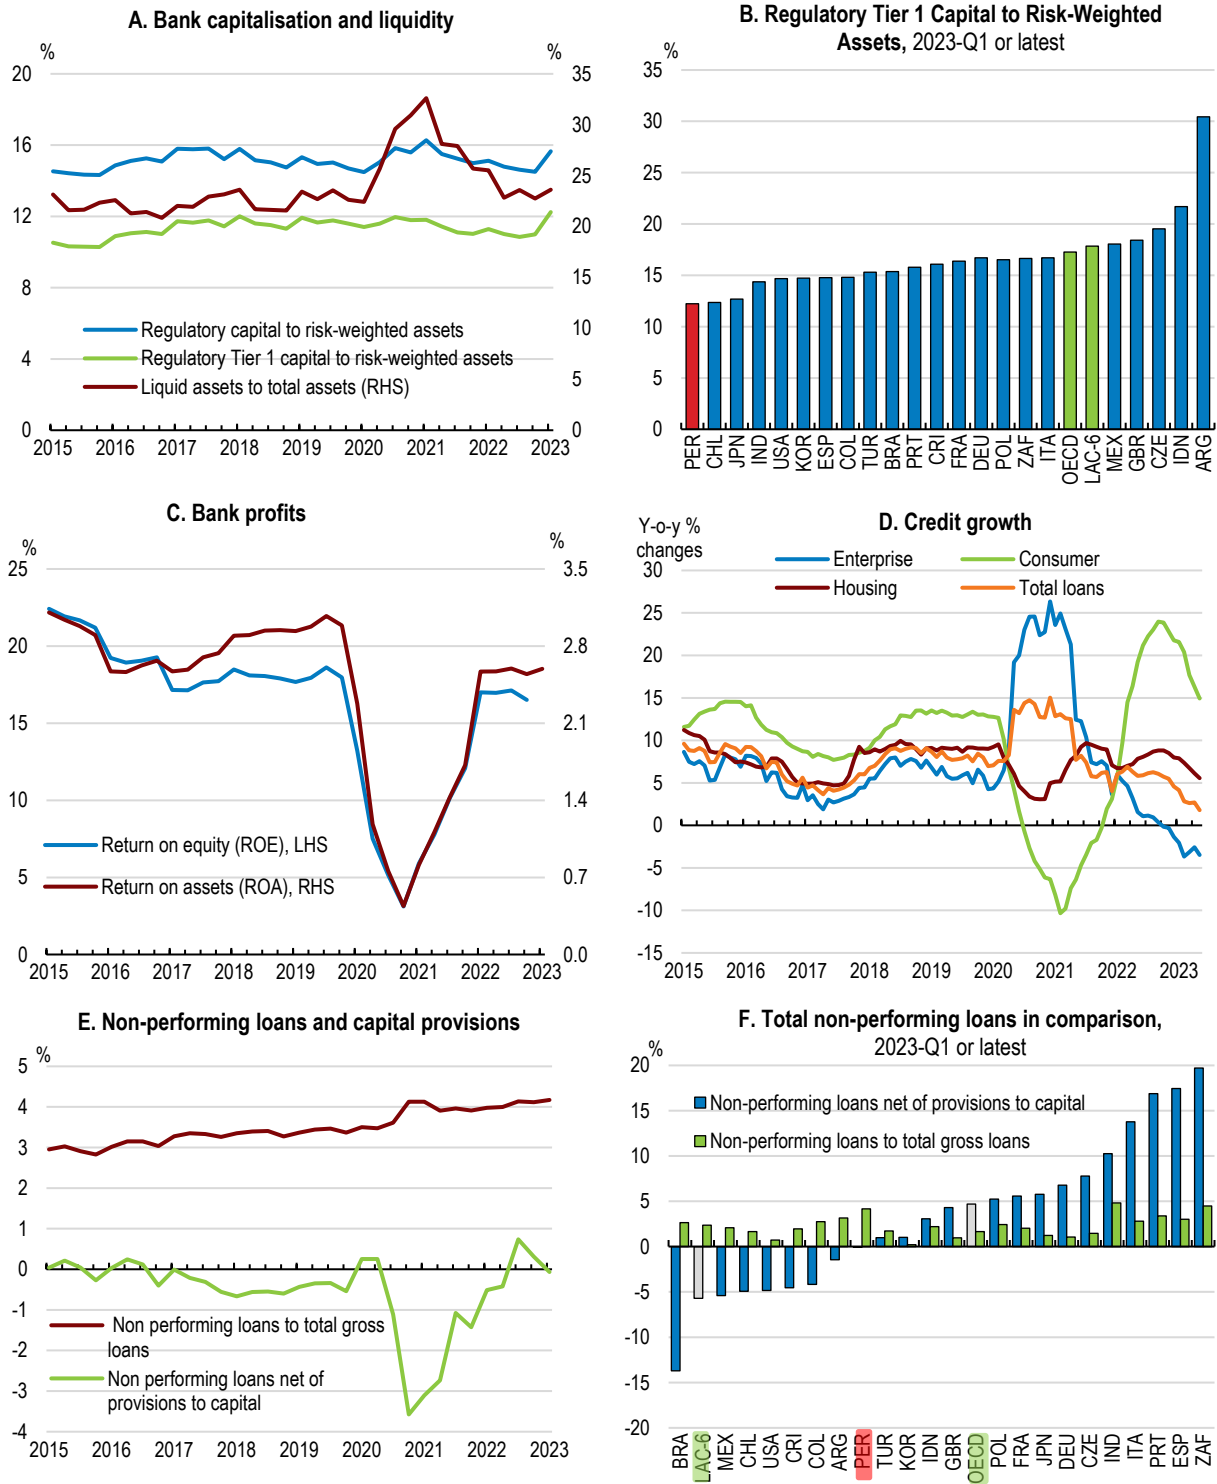 A. Bank capitalisation and liquidity
%
%
20
16
12
8
4
0
35
30
25
20
15
10
5
0
Regulatory capital to risk-weighted assets
Regulatory Tier 1 capital to risk-weighted assets
Liquid assets to total assets (RHS)
2015 2016 2017 2018 2019 2020 2021 2022 2023
B. Regulatory Tier 1 Capital to Risk-Weighted
Assets, 2023-Q1 or latest
%
35
30
25
20
15
10
5
0
PER CHL JPN IND USA KOR ESP COL TUR BRA PRT CRI FRA DEU POL ZAF ITA OECD LAC-6 MEX GBR CZE IDN ARG
C. Bank profits
%
%
25
20
15
10
5
0
3.5
2.8
2.1
1.4
0.7
0.0
Return on equity (ROE), LHS
Return on assets (ROA), RHS
2015 2016 2017 2018 2019 2020 2021 2022 2023
D. Credit growth
Y-o-y %
changes
Enterprise
Consumer
Housing
Total loans
30
25
20
15
10
5
0
-5
-10
-15
2015 2016 2017 2018 2019 2020 2021 2022 2023
E. Non-performing loans and capital provisions
%
5
4
3
2
1
0
-1
-2
-3
-4
Non performing loans to total gross
loans
Non performing loans net of
provisions to capital
2015 2016 2017 2018 2019 2020 2021 2022 2023
F. Total non-performing loans in comparison,
2023-Q1 or latest
%
20
15
10
5
0
-5
-10
-15
-20
Non-performing loans net of provisions to capital
Non-performing loans to total gross loans
BRA LAC-6 MEX CHL USA CRI COL ARG PER TUR KOR IDN GBR OECD POL FRA JPN DEU CZE IND ITA PRT ESP ZAF